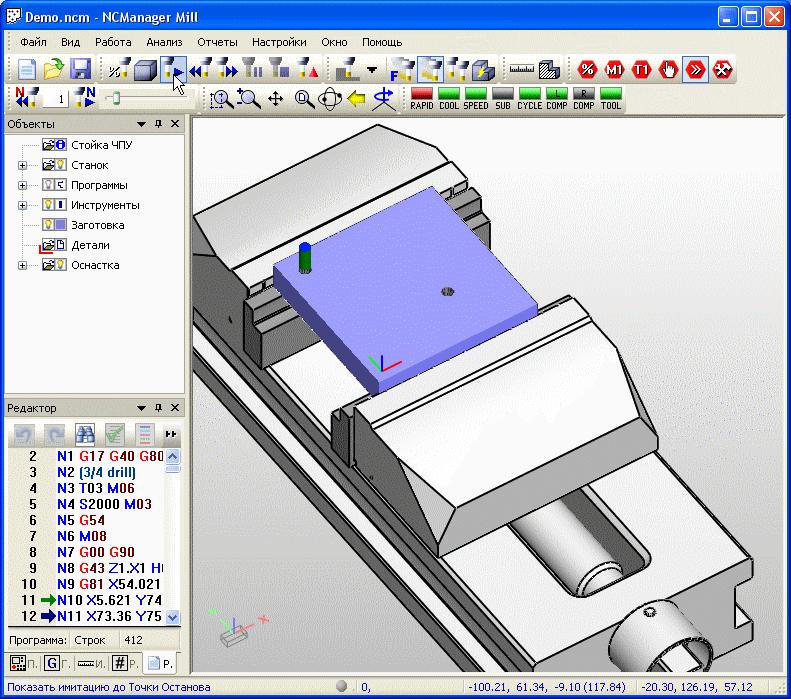 Demo.ncm - NCManager Mill
Файл Вид Работа Анализ Отчеты Настройки Окно Помощь
% F % M1 T1
N 1 N
RAPID COOL SPEED SUB CYCLE L COMP R COMP TOOL
Объекты
Стойка ЧПУ
Станок
Программы
Инструменты
Заготовка
Детали
Оснастка
Редактор
2 N1 G17 G40 G80
3 N2 (3/4 drill)
4 N3 T03 M06
5 N4 S2000 M03
6 N5 G54
7 N6 M08
8 N7 G00 G90
9 N8 G43 Z1.X1 H
10 N9 G81 X54.021
11 N10 X5.621 Y74
12 N11 X73.36 Y75
Программа: Строк 412
П. G Г. И. # Р. Р.
Показать имитацию до Точки Останова 0, -100.21, 61.34, -9.10 (117.84) -20.30, 126.19, 57.12